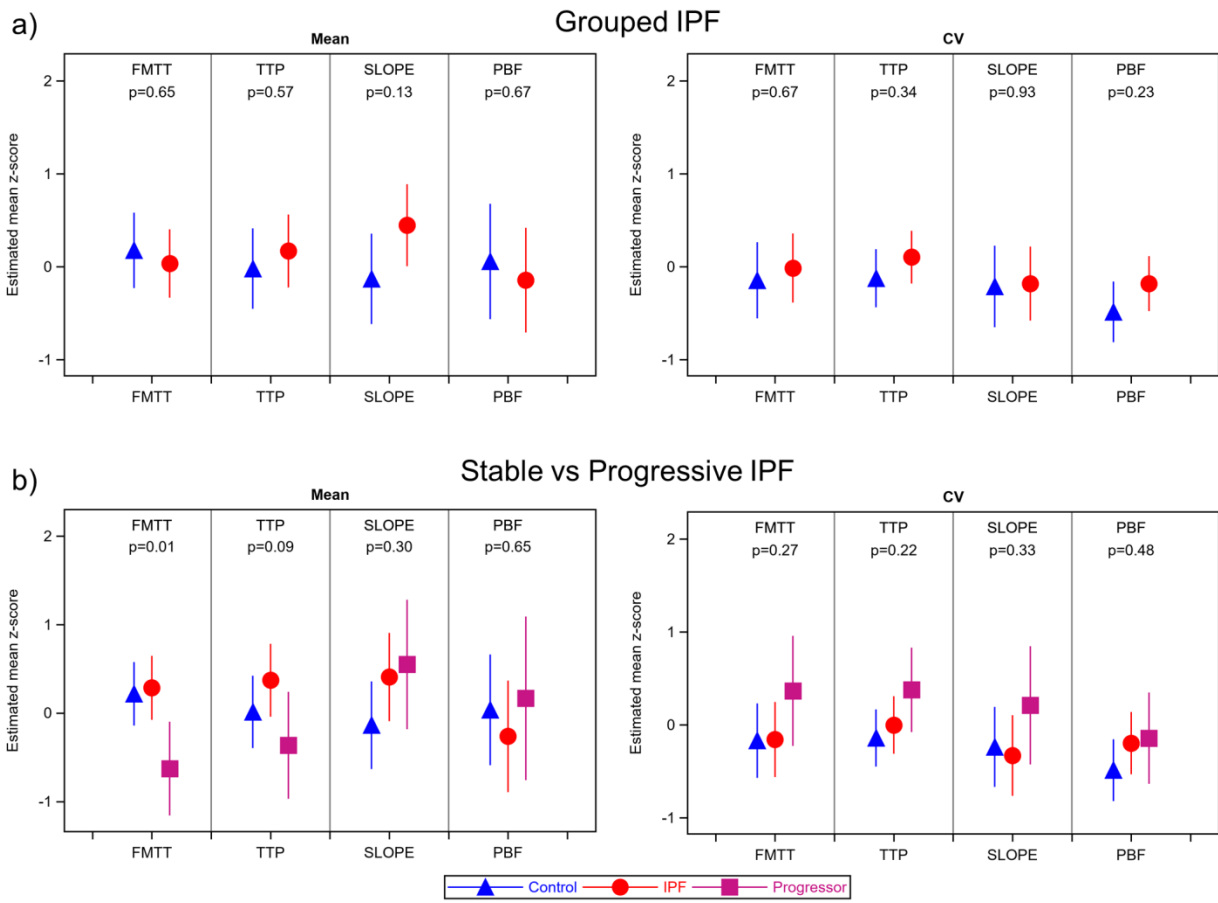 a)
Grouped IPF
Mean
CV
FMTT TTP SLOPE PBF
p=0.65 p=0.57 p=0.13 p=0.67
FMTT TTP SLOPE PBF
p=0.67 p=0.34 p=0.93 p=0.23
Estimated mean z-score
2
1
0
-1
FMTT TTP SLOPE PBF
Estimated mean z-score
2
1
0
-1
FMTT TTP SLOPE PBF
b)
Stable vs Progressive IPF
Mean
CV
FMTT TTP SLOPE PBF
p=0.01 p=0.09 p=0.30 p=0.65
FMTT TTP SLOPE PBF
p=0.27 p=0.22 p=0.33 p=0.48
Estimated mean z-score
2
1
0
-1
FMTT TTP SLOPE PBF
Estimated mean z-score
2
1
0
-1
FMTT TTP SLOPE PBF
Control IPF Progressor